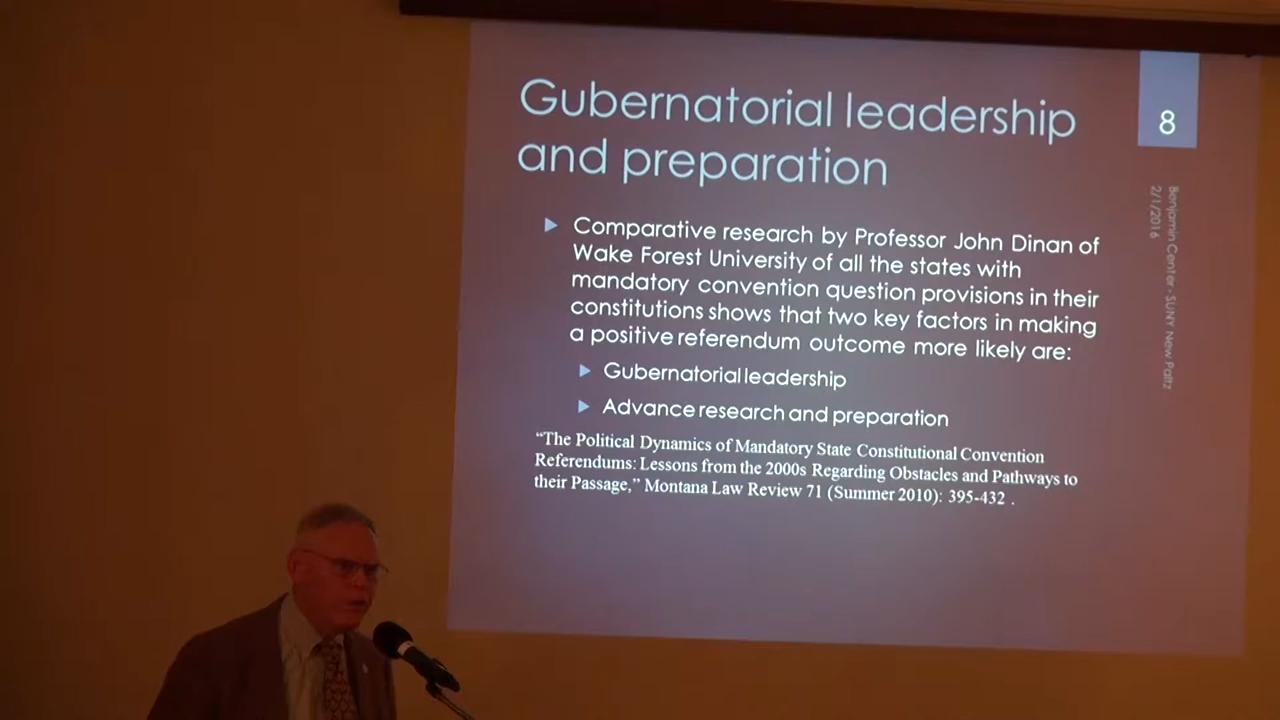 Gubernatorial leadership
and preparation
8
Comparative research by Professor John Dinan of
Wake Forest University of all the states with
mandatory convention question provisions in their
constitutions shows that two key factors in making
a positive referendum outcome more likely are:
Gubernatorial leadership
Advance research and preparation
“The Political Dynamics of Mandatory State Constitutional Convention
Referendums: Lessons from the 2000s Regarding Obstacles and Pathways to
their Passage,” Montana Law Review 71 (Summer 2010): 395-432 .
Benjamin Center - SUNY New Paltz
2/1/2016